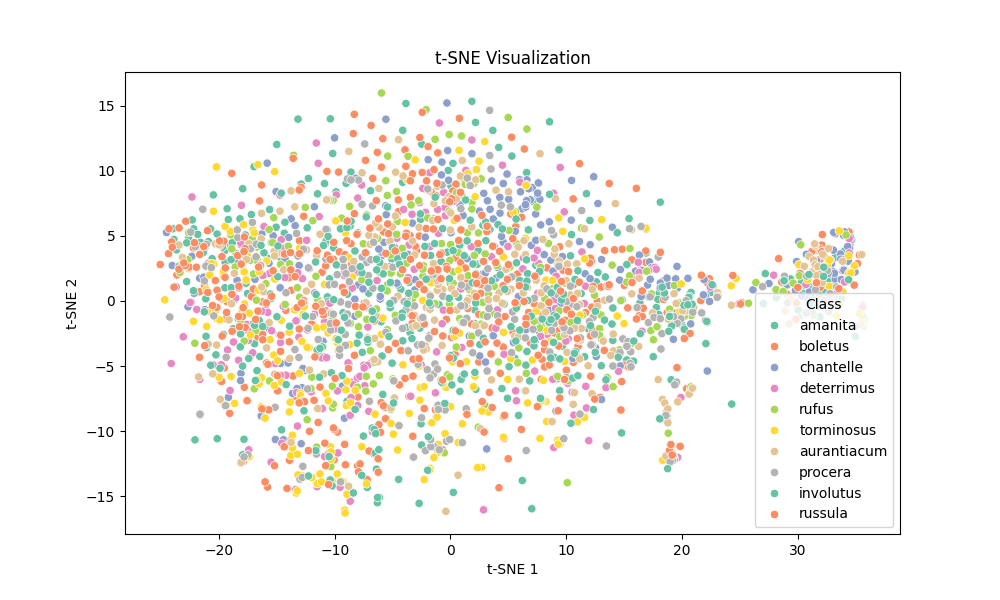 t-SNE Visualization
15
10
5
0
−5
−10
−15
t-SNE 2
−20
−10
0
10
20
30
t-SNE 1
Class
amanita
boletus
chantelle
deterrimus
rufus
torminosus
aurantiacum
procera
involutus
russula